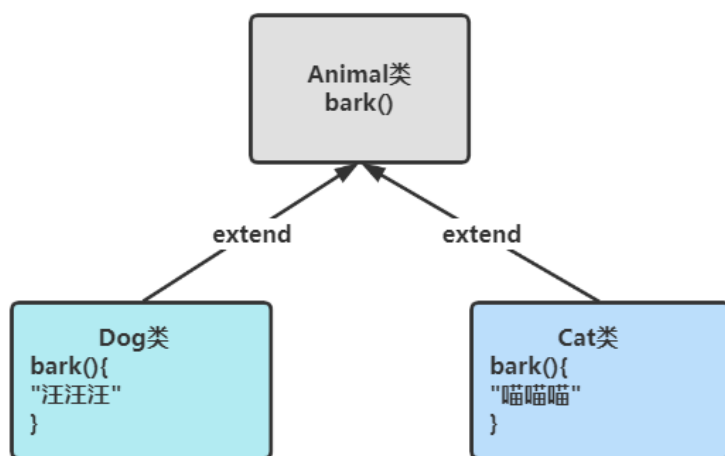 Animal类
bark()
extend
extend
Dog类
bark(){
"汪汪汪"
}
Cat类
bark(){
"喵喵喵"
}